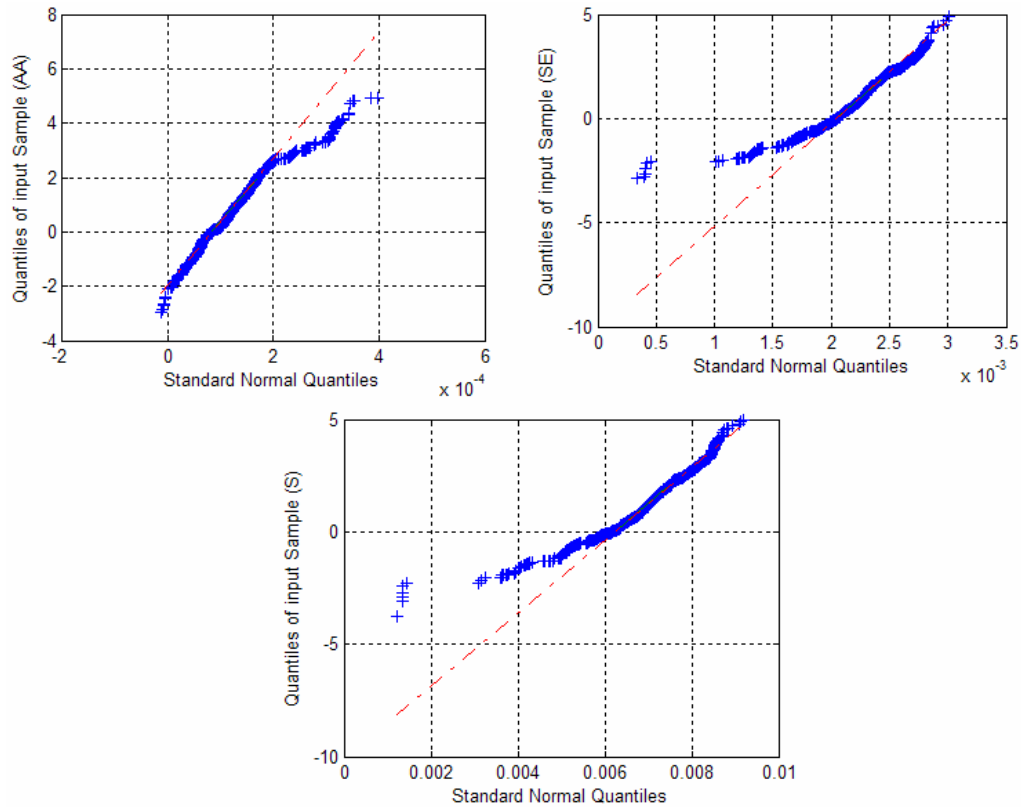 8
6
4
2
0
-2
-4
Quantiles of input Sample (AA)
-2 0 2 4 6
Standard Normal Quantiles
x 10-4
5
0
-5
-10
Quantiles of input Sample (SE)
0 0.5 1 1.5 2 2.5 3 3.5
Standard Normal Quantiles
x 10-3
5
0
-5
-10
Quantiles of input Sample (S)
0 0.002 0.004 0.006 0.008 0.01
Standard Normal Quantiles